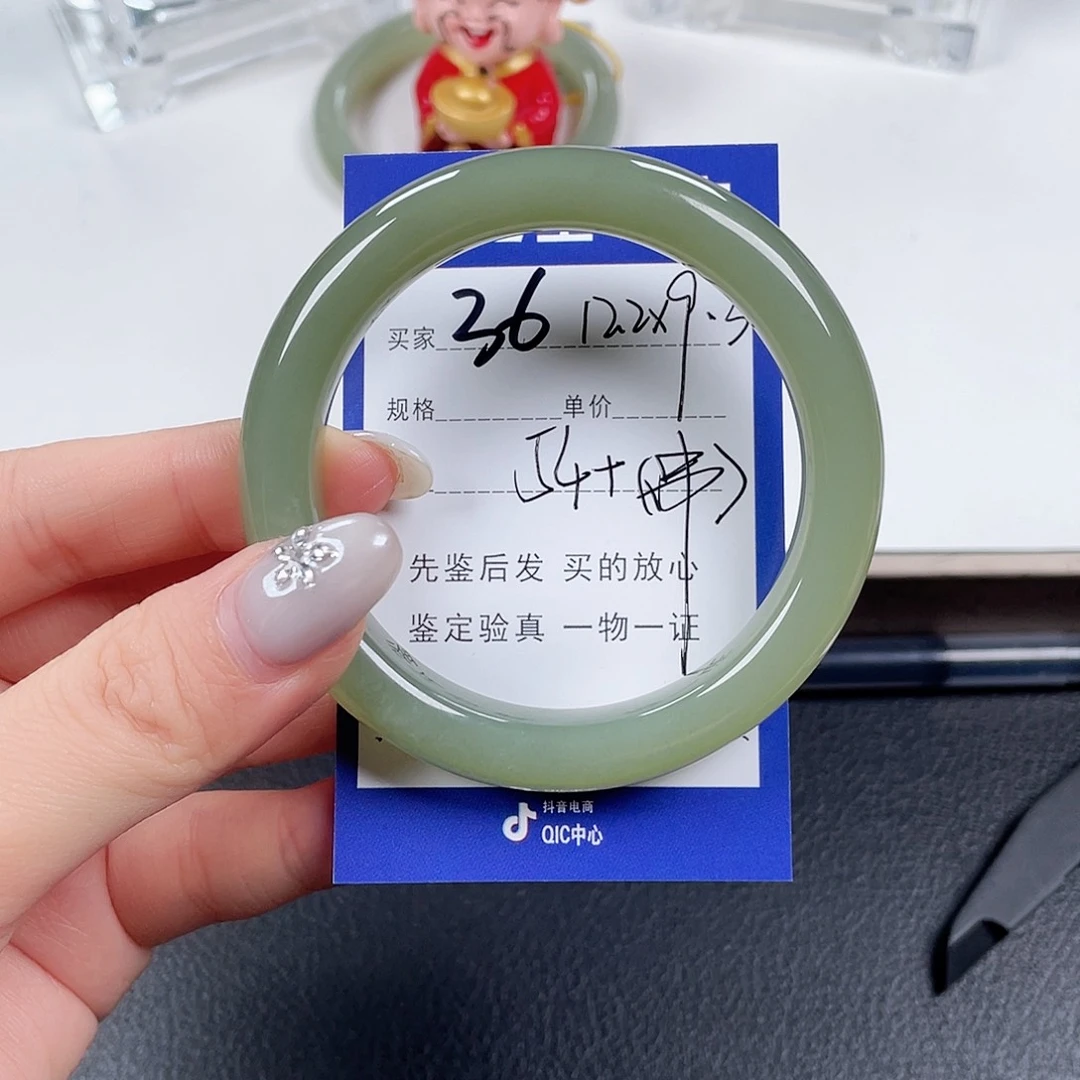 买家 36 12.2x9.5
规格 单价
54+
先鉴后发 买的放心
鉴定验真 一物一证
抖音电商
QIC中心